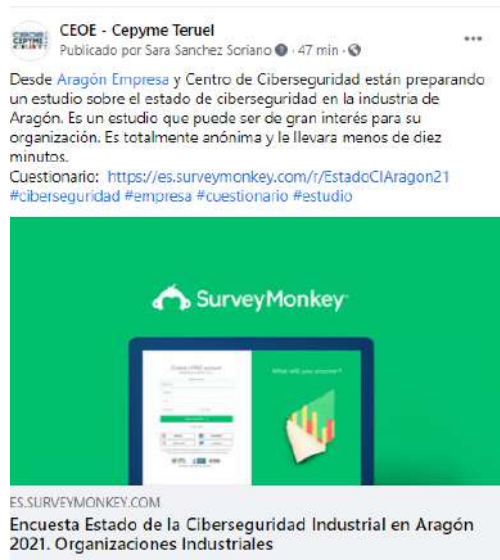 CEOE - Cepyme Teruel
Publicado por Sara Sanchez Soriano · 47 min ·
Desde Aragón Empresa y Centro de Ciberseguridad están preparando
un estudio sobre el estado de ciberseguridad en la industria de
Aragón. Es un estudio que puede ser de gran interés para su
organización. Es totalmente anónima y le llevara menos de diez
minutos.
Cuestionario: https://es.surveymonkey.com/r/EstadoCIAragon21
#ciberseguridad #empresa #cuestionario #estudio
SurveyMonkey
What will you answer?
ES.SURVEYMONKEY.COM
Encuesta Estado de la Ciberseguridad Industrial en Aragón
2021. Organizaciones Industriales